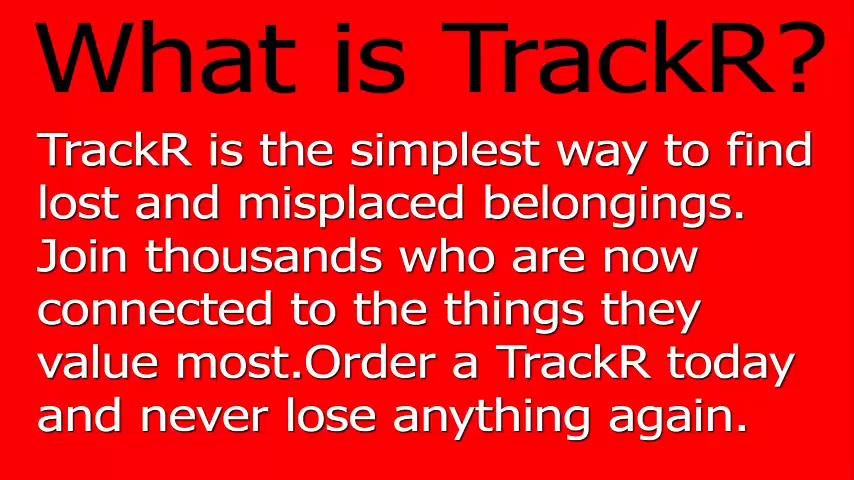 What is TrackR?
TrackR is the simplest way to find
lost and misplaced belongings.
Join thousands who are now
connected to the things they
value most.Order a TrackR today
and never lose anything again.